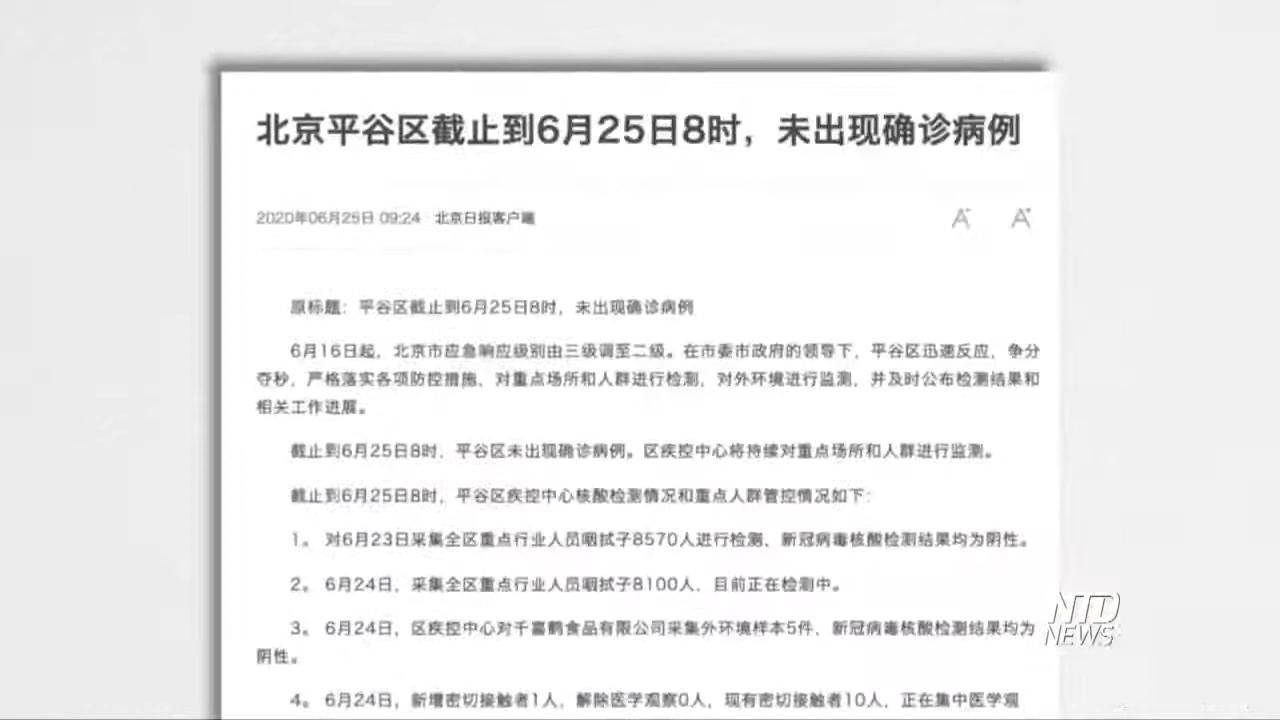 北京平谷区截止到6月25日8时，未出现确诊病例
2020年06月25日 09:24 北京日报客户端
A- A+
原标题：平谷区截止到6月25日8时，未出现确诊病例
6月16日起，北京市应急响应级别由三级调至二级。在市委市政府的领导下，平谷区迅速反应，争分
夺秒，严格落实各项防控措施、对重点场所和人群进行检测，对外环境进行监测，并及时公布检测结果和
相关工作进展。
截止到6月25日8时，平谷区未出现确诊病例。区疾控中心将持续对重点场所和人群进行监测。
截止到6月25日8时，平谷区疾控中心核酸检测情况和重点人群管控情况如下：
1。 对6月23日采集全区重点行业人员咽拭子8570人进行检测、新冠病毒核酸检测结果均为阴性。
2。 6月24日，采集全区重点行业人员咽拭子8100人，目前正在检测中。
3。 6月24日，区疾控中心对千喜鹤食品有限公司采集外环境样本5件、新冠病毒核酸检测结果均为
阴性。
4。 6月24日，新增密切接触者1人，解除医学观察0人，现有密切接触者10人，正在集中医学观
NTD
NEWS